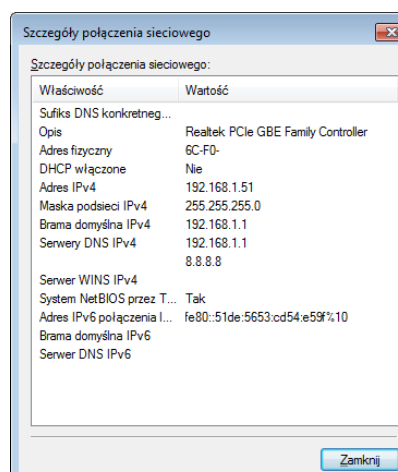 Szczegóły połączenia sieciowego
Szczegóły połączenia sieciowego:
Właściwość Wartość
Sufiks DNS konkretneg...
Opis Realtek PCIe GBE Family Controller
Adres fizyczny 6C-F0-
DHCP włączone Nie
Adres IPv4 192.168.1.51
Maska podsieci IPv4 255.255.255.0
Brama domyślna IPv4 192.168.1.1
Serwery DNS IPv4 192.168.1.1
8.8.8.8
Serwer WINS IPv4
System NetBIOS przez T... Tak
Adres IPv6 połączenia l... fe80::51de:5653:cd54:e59f%10
Brama domyślna IPv6
Serwer DNS IPv6
Zamknij